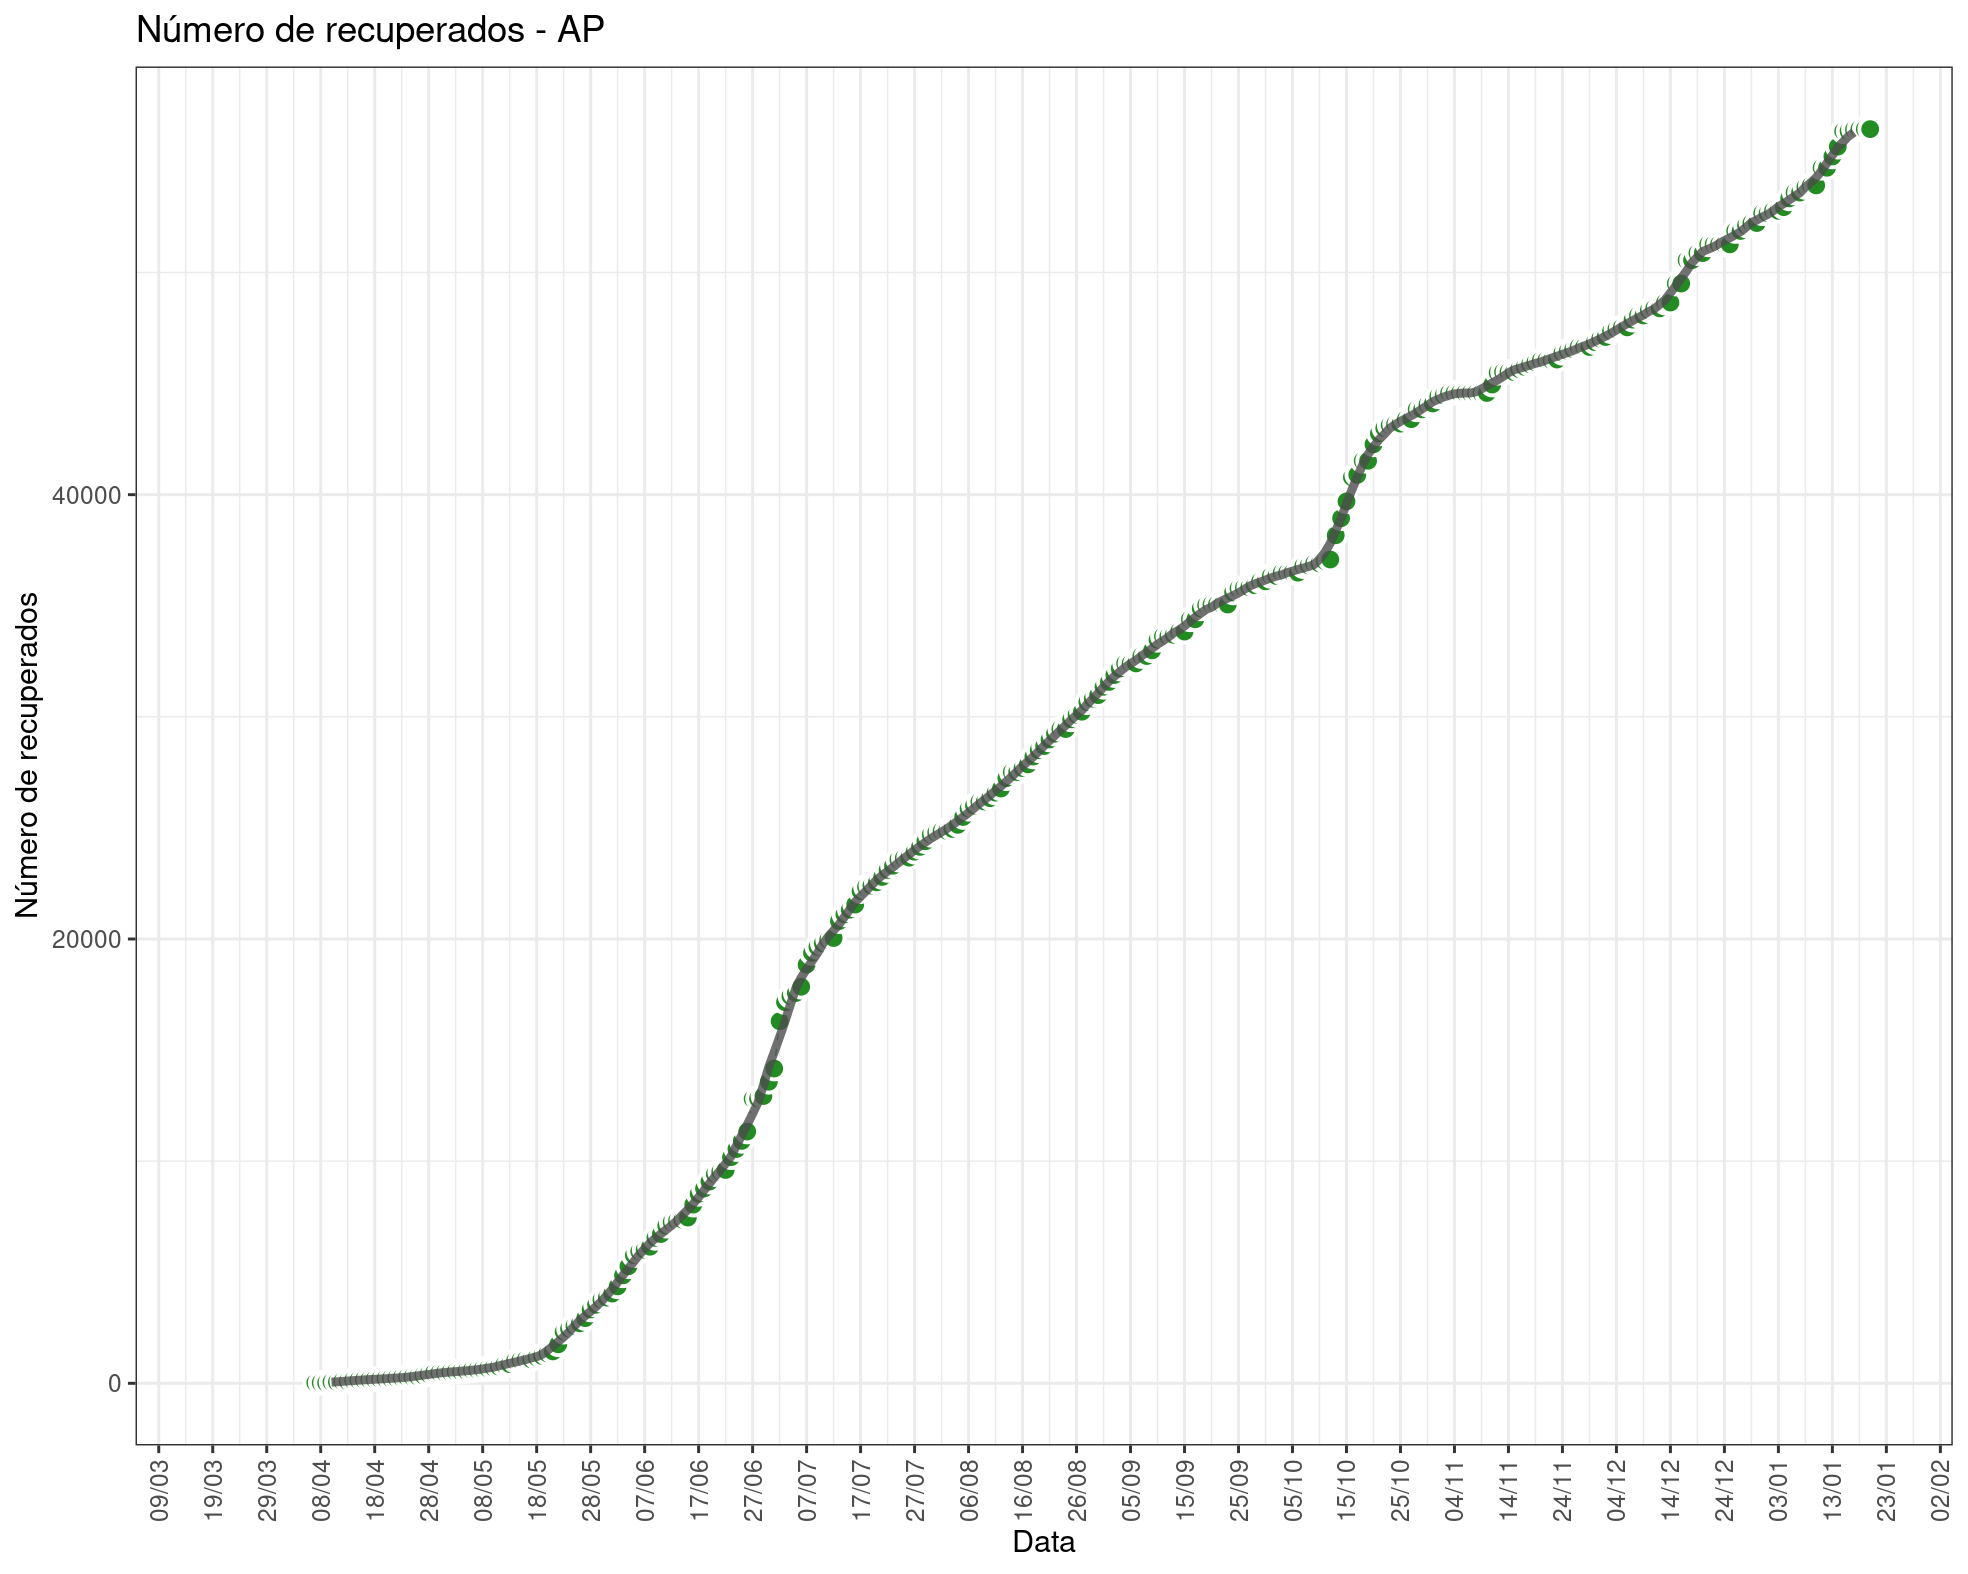 Número de recuperados - AP
Número de recuperados
40000
20000
0
09/03 19/03 29/03 08/04 18/04 28/04 08/05 18/05 28/05 07/06 17/06 27/06 07/07 17/07 27/07 06/08 16/08 26/08 05/09 15/09 25/09 05/10 15/10 25/10 04/11 14/11 24/11 04/12 14/12 24/12 03/01 13/01 23/01 02/02
Data